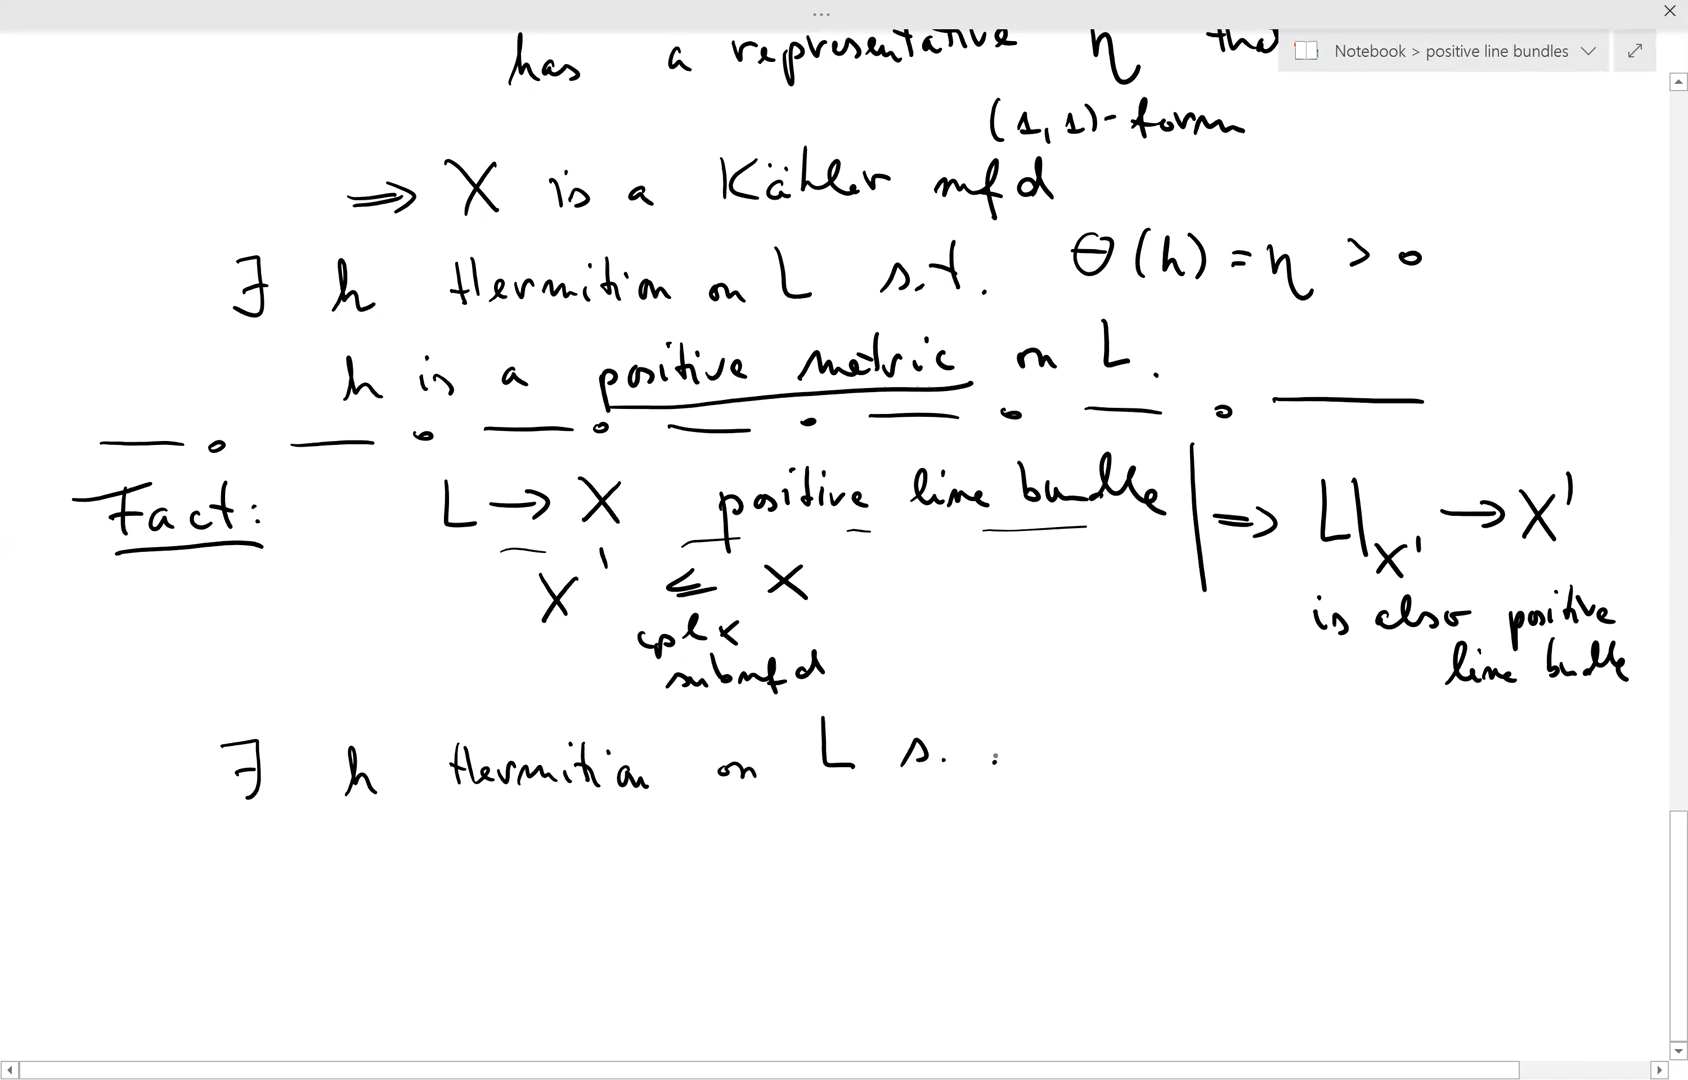 Notebook > positive line bundles
has a representative η tha
(1,1)-form
⇒ X is a Kähler mfd
∃ h Hermitian on L s.t. Θ(h) = η > 0
h is a positive metric on L.
Fact: L → X positive line bundle ⇒ L|X' → X'
X' ⊆ X is also positive
cplx line bundle
submfd
∃ h Hermitian on L s.